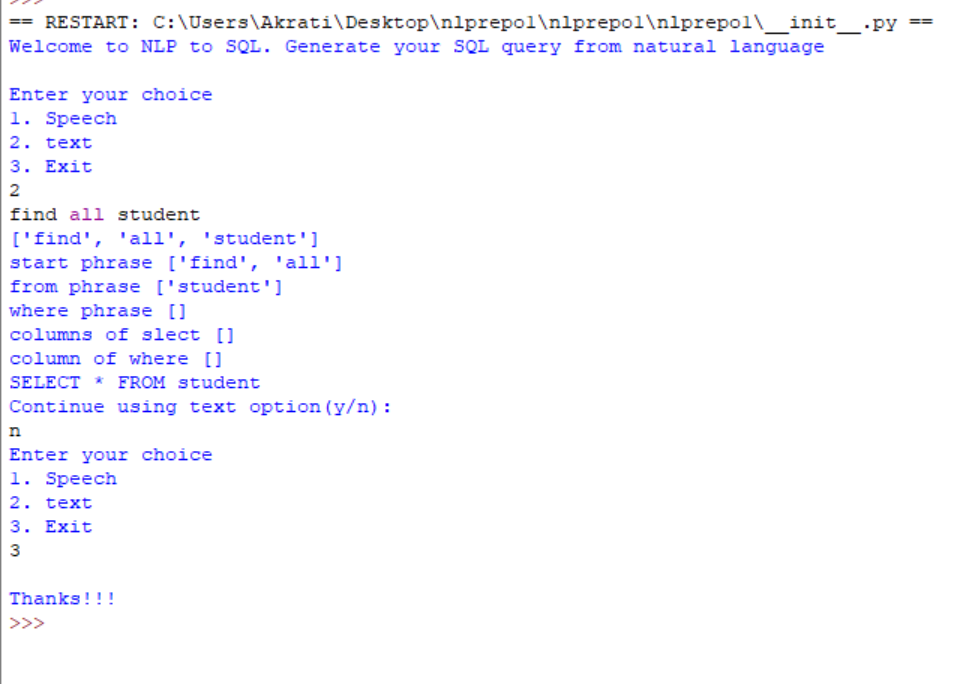 >>>
== RESTART: C:\Users\Akrati\Desktop\nlprepo1\nlprepo1\nlprepo1\__init__.py ==
Welcome to NLP to SQL. Generate your SQL query from natural language
Enter your choice
1. Speech
2. text
3. Exit
2
find all student
['find', 'all', 'student']
start phrase ['find', 'all']
from phrase ['student']
where phrase []
columns of slect []
column of where []
SELECT * FROM student
Continue using text option(y/n):
n
Enter your choice
1. Speech
2. text
3. Exit
3
Thanks!!!
>>>